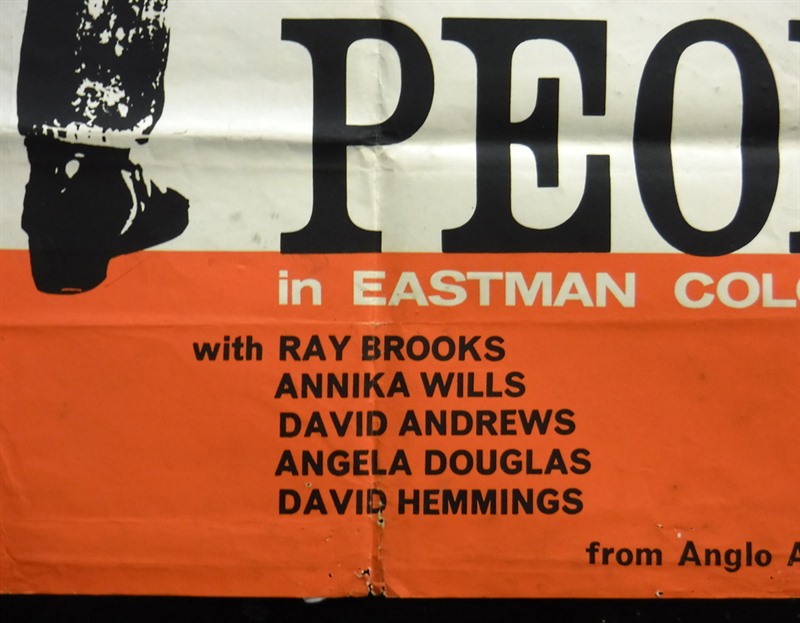 PEO
in EASTMAN COLO
with RAY BROOKS
ANNIKA WILLS
DAVID ANDREWS
ANGELA DOUGLAS
DAVID HEMMINGS
from Anglo A